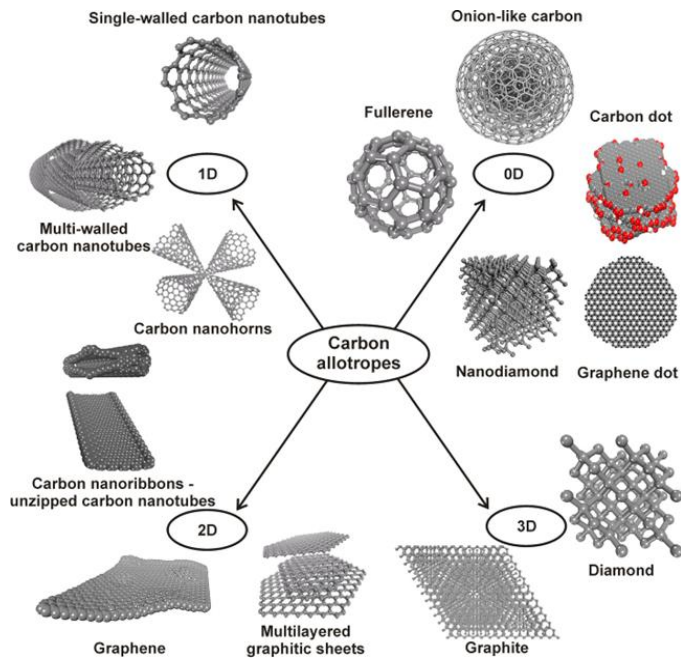 Single-walled carbon nanotubes
Onion-like carbon
Fullerene
Carbon dot
1D
0D
Multi-walled
carbon nanotubes
Carbon nanohorns
Carbon
allotropes
Nanodiamond
Graphene dot
Carbon nanoribbons -
unzipped carbon nanotubes
2D
3D
Diamond
Graphene
Multilayered
graphitic sheets
Graphite